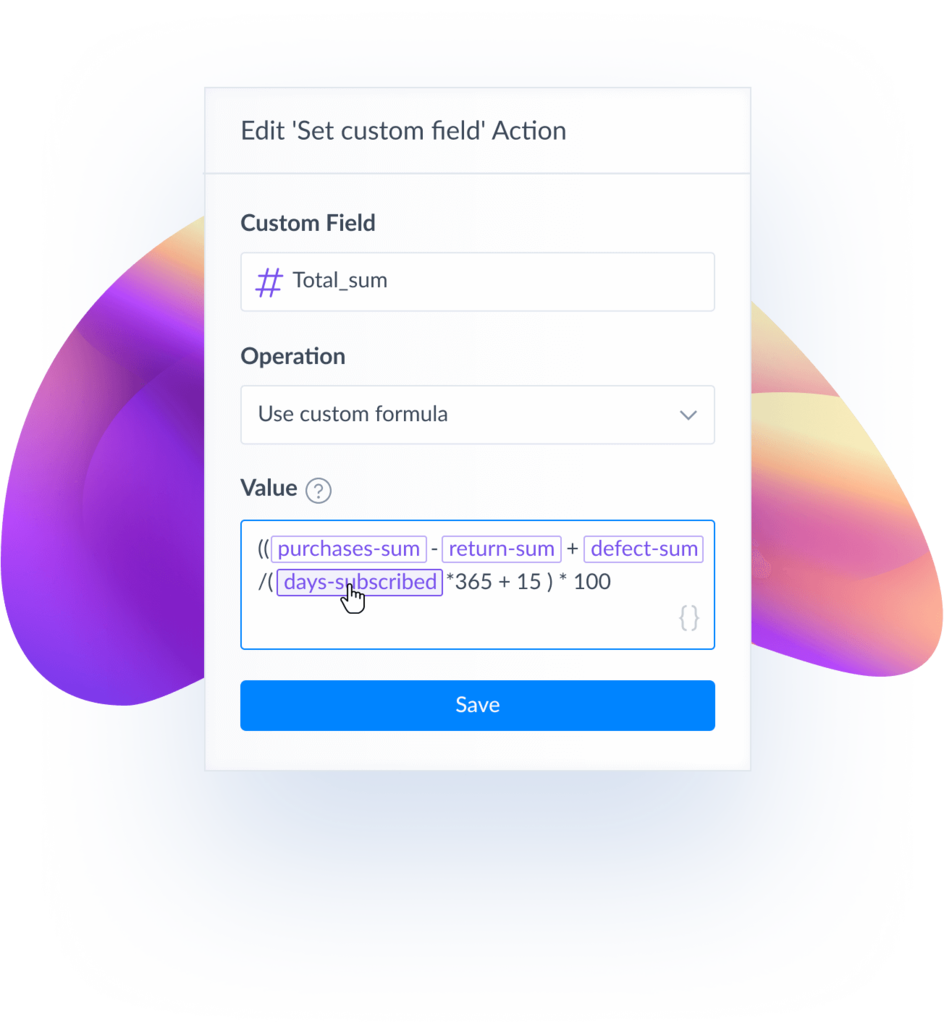 Edit 'Set custom field' Action
Custom Field
# Total_sum
Operation
Use custom formula
Value ?
((purchases-sum - return-sum + defect-sum
/( days-subscribed *365 + 15 ) * 100
{}
Save